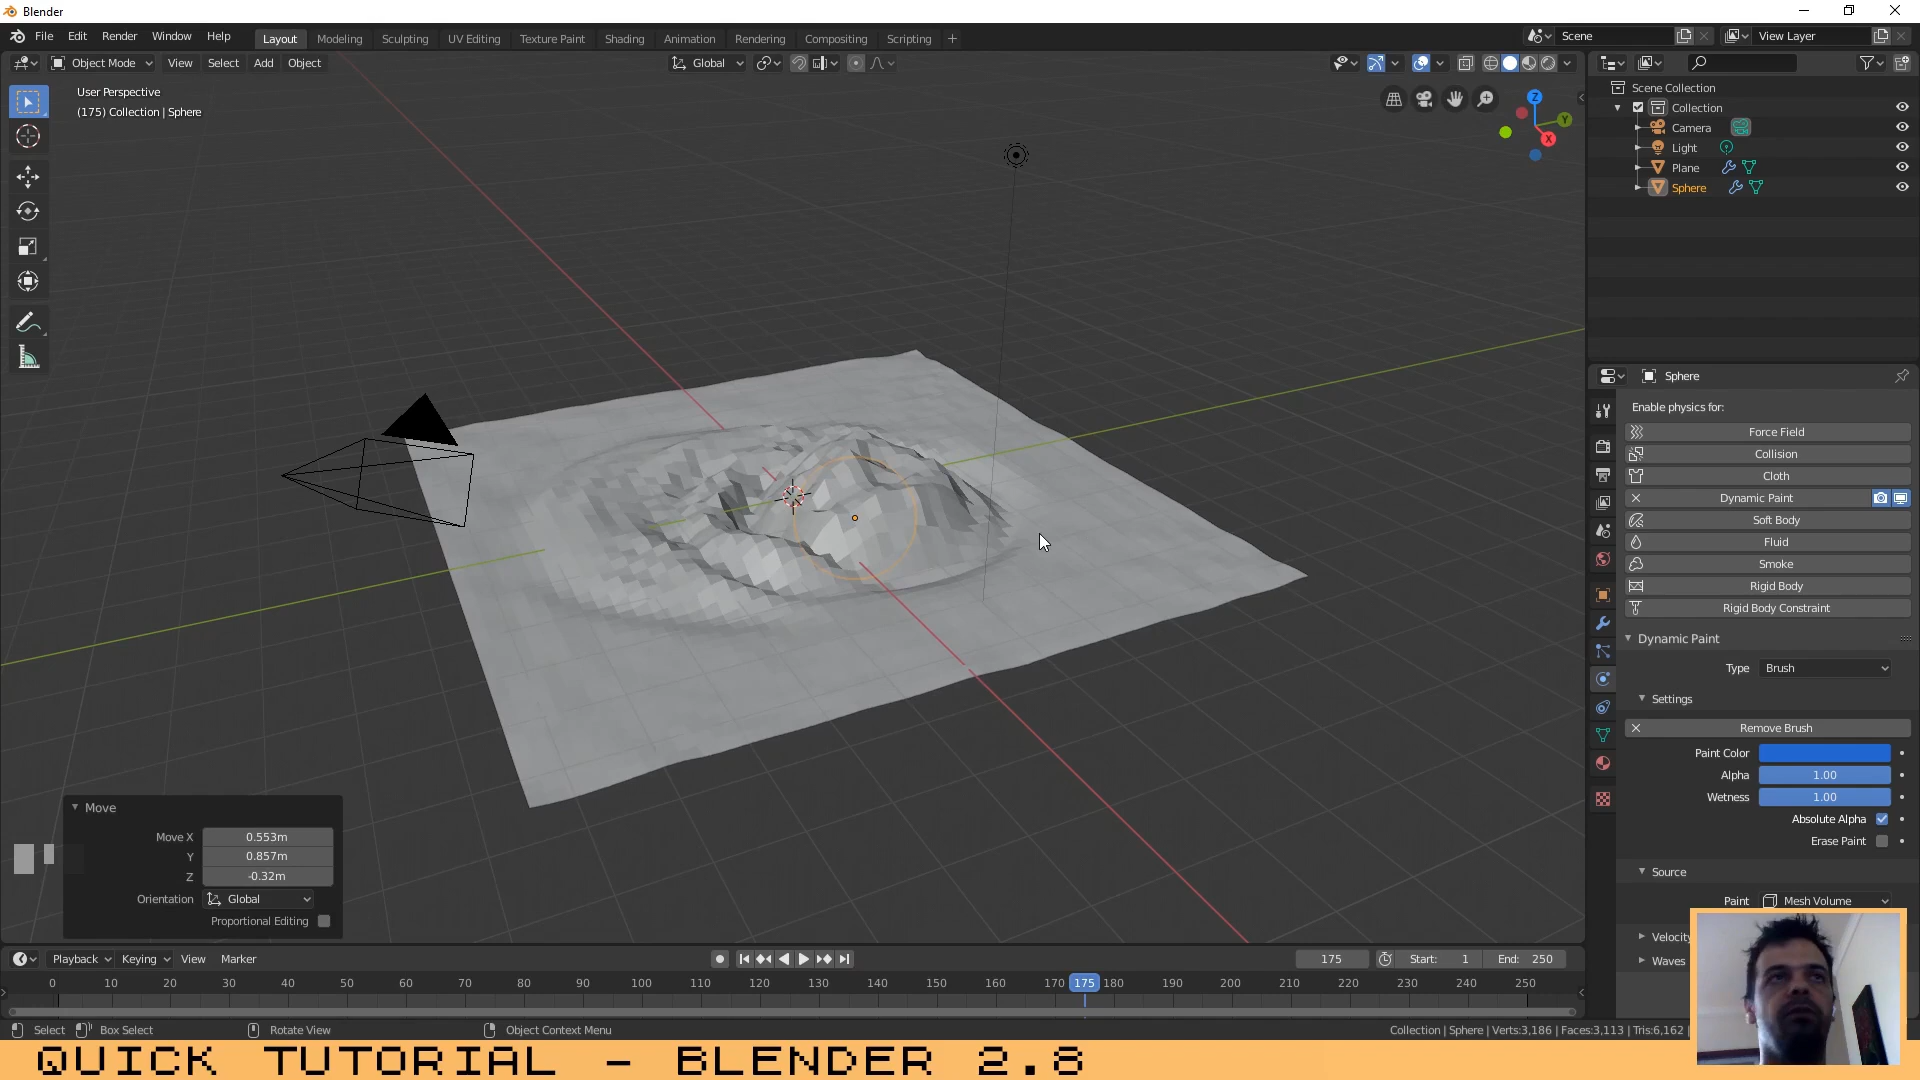 Blender
File Edit Render Window Help
Layout Modeling Sculpting UV Editing Texture Paint Shading Animation Rendering Compositing Scripting
Scene
View Layer
Object Mode View Select Add Object
Global
User Perspective
(175) Collection | Sphere
Z
Y
X
Scene Collection
Collection
Camera
Light
Plane
Sphere
Sphere
Enable physics for:
Force Field
Collision
Cloth
Dynamic Paint
Soft Body
Fluid
Smoke
Rigid Body
Rigid Body Constraint
Dynamic Paint
Type Brush
Settings
Remove Brush
Paint Color
Alpha 1.00
Wetness 1.00
Absolute Alpha
Erase Paint
Source
Paint Mesh Volume
Waves
Move
Move X 0.553m
Y 0.857m
Z -0.32m
Orientation Global
Proportional Editing
Playback Keying View Marker
175 Start: 1 End: 250
0 10 20 30 40 50 60 70 80 90 100 110 120 130 140 150 160 170 175 180 190 200 210 220 230 240 250
Select Box Select Rotate View Object Context Menu
Collection | Sphere | Verts:3,186 | Faces:3,113 | Tris:6,162 |
QUICK TUTORIAL - BLENDER 2.8